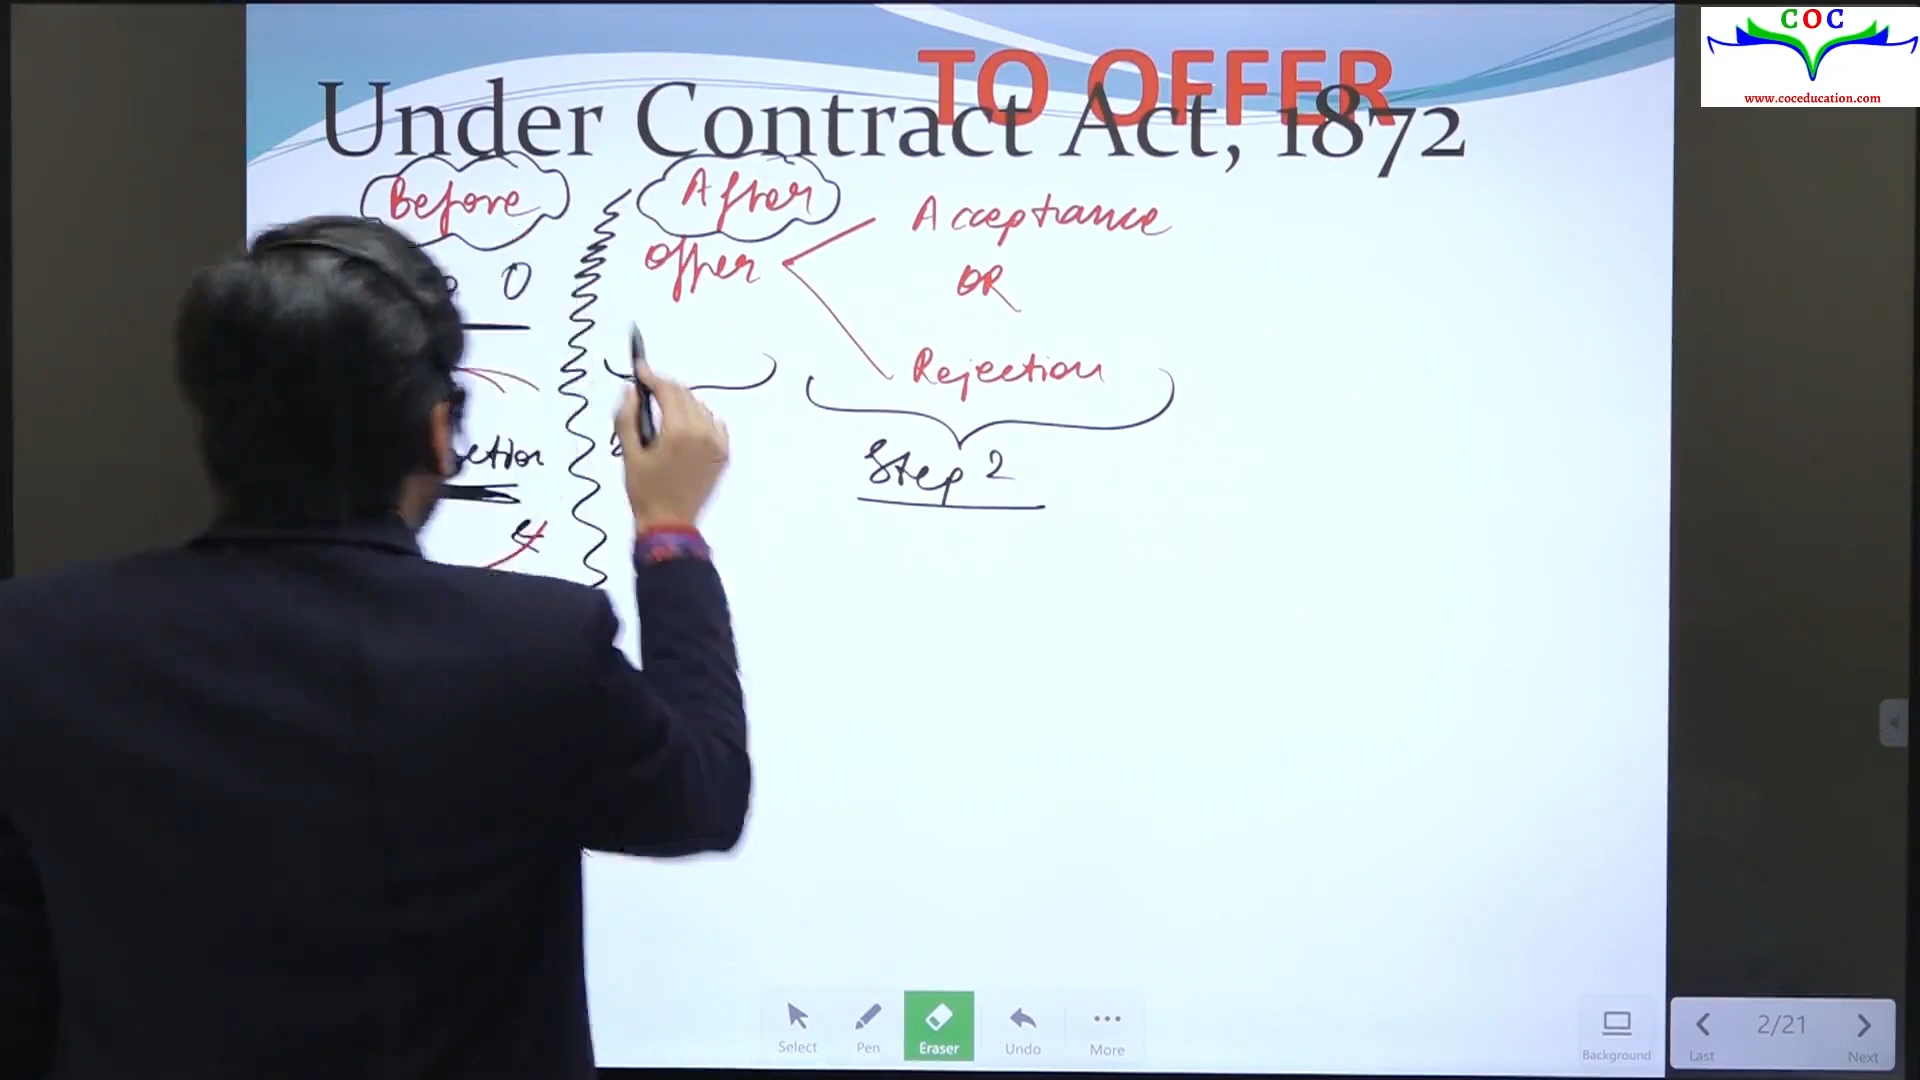 COC
www.coceducation.com
TO OFFER
Under Contract Act, 1872
Before
After
Acceptance
O
Offer
OR
Rejection
Step 2
Select
Pen
Eraser
Undo
More
Background
2/21
Last
Next